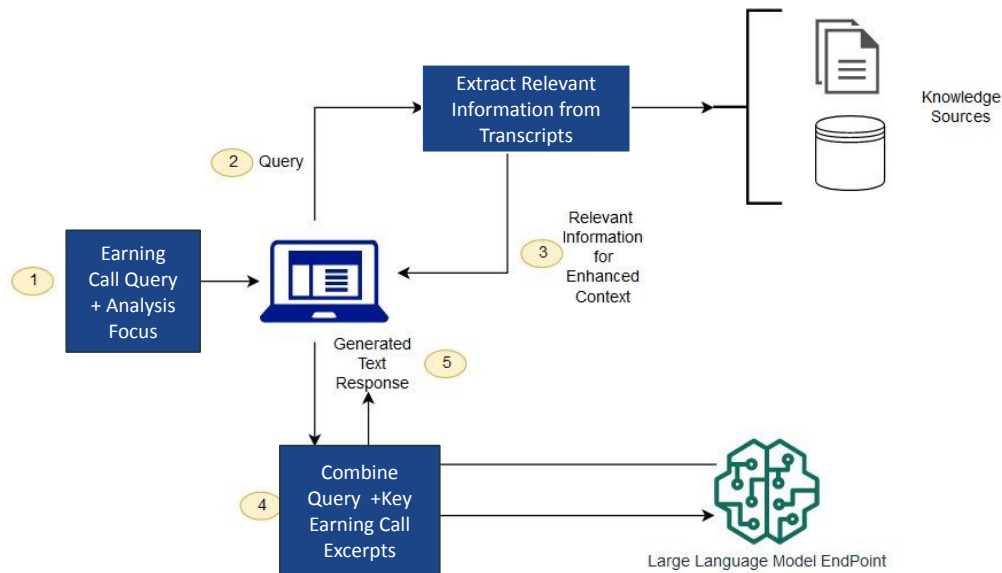 Extract Relevant
Information from
Transcripts
Knowledge
Sources
2
Query
Relevant
Information
for
Enhanced
Context
3
1
Earning
Call Query
+ Analysis
Focus
Generated
Text
Response
5
4
Combine
Query +Key
Earning Call
Excerpts
Large Language Model EndPoint